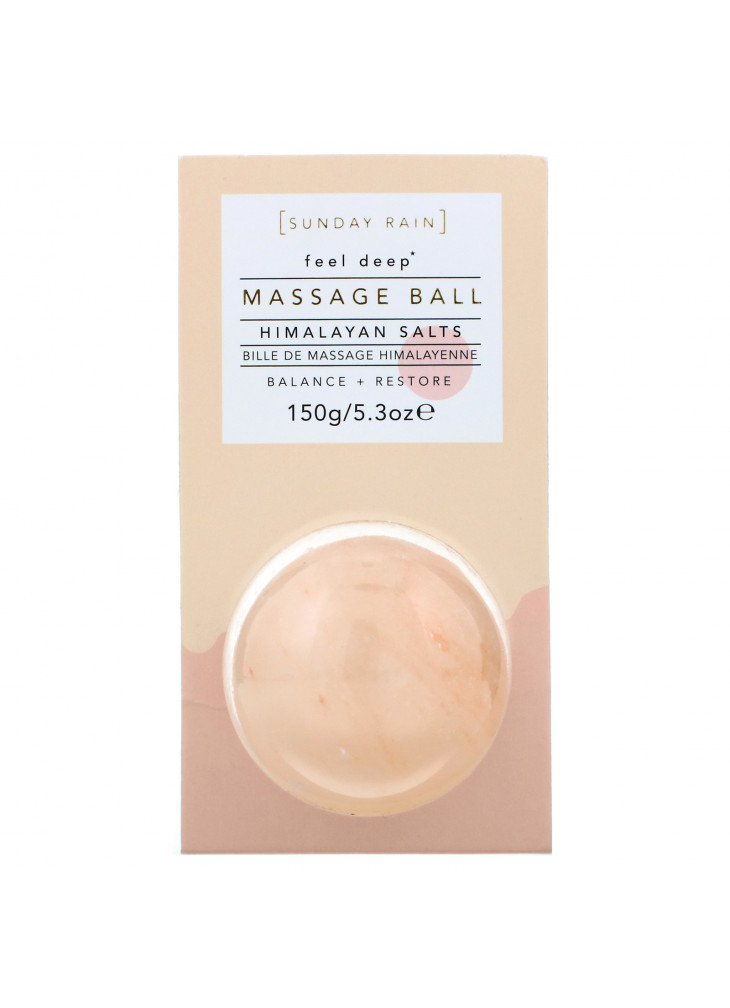 [SUNDAY RAIN]
feel deep*
MASSAGE BALL
HIMALAYAN SALTS
BILLE DE MASSAGE HIMALAYENNE
BALANCE + RESTORE
150g/5.3oz℮